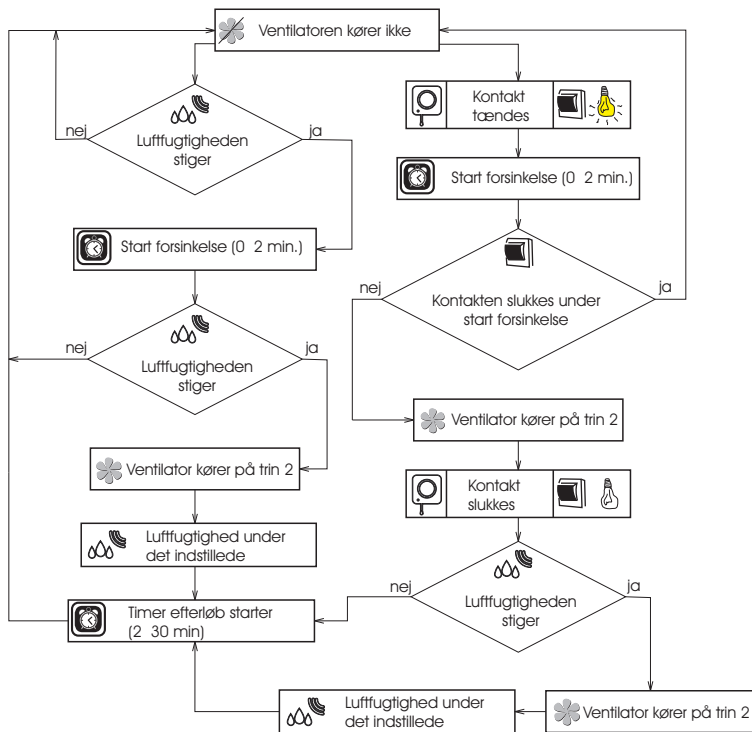 Ventilatoren kører ikke
nej
Luftfugtigheden
stiger
ja
Kontakt
tændes
Start forsinkelse (0 2 min.)
Start forsinkelse (0 2 min.)
nej
Kontakten slukkes under
start forsinkelse
ja
nej
Luftfugtigheden
stiger
ja
Ventilator kører på trin 2
Ventilator kører på trin 2
Kontakt
slukkes
Luftfugtighed under
det indstillede
nej
Luftfugtigheden
stiger
ja
Timer efterløb starter
(2 30 min)
Luftfugtighed under
det indstillede
Ventilator kører på trin 2